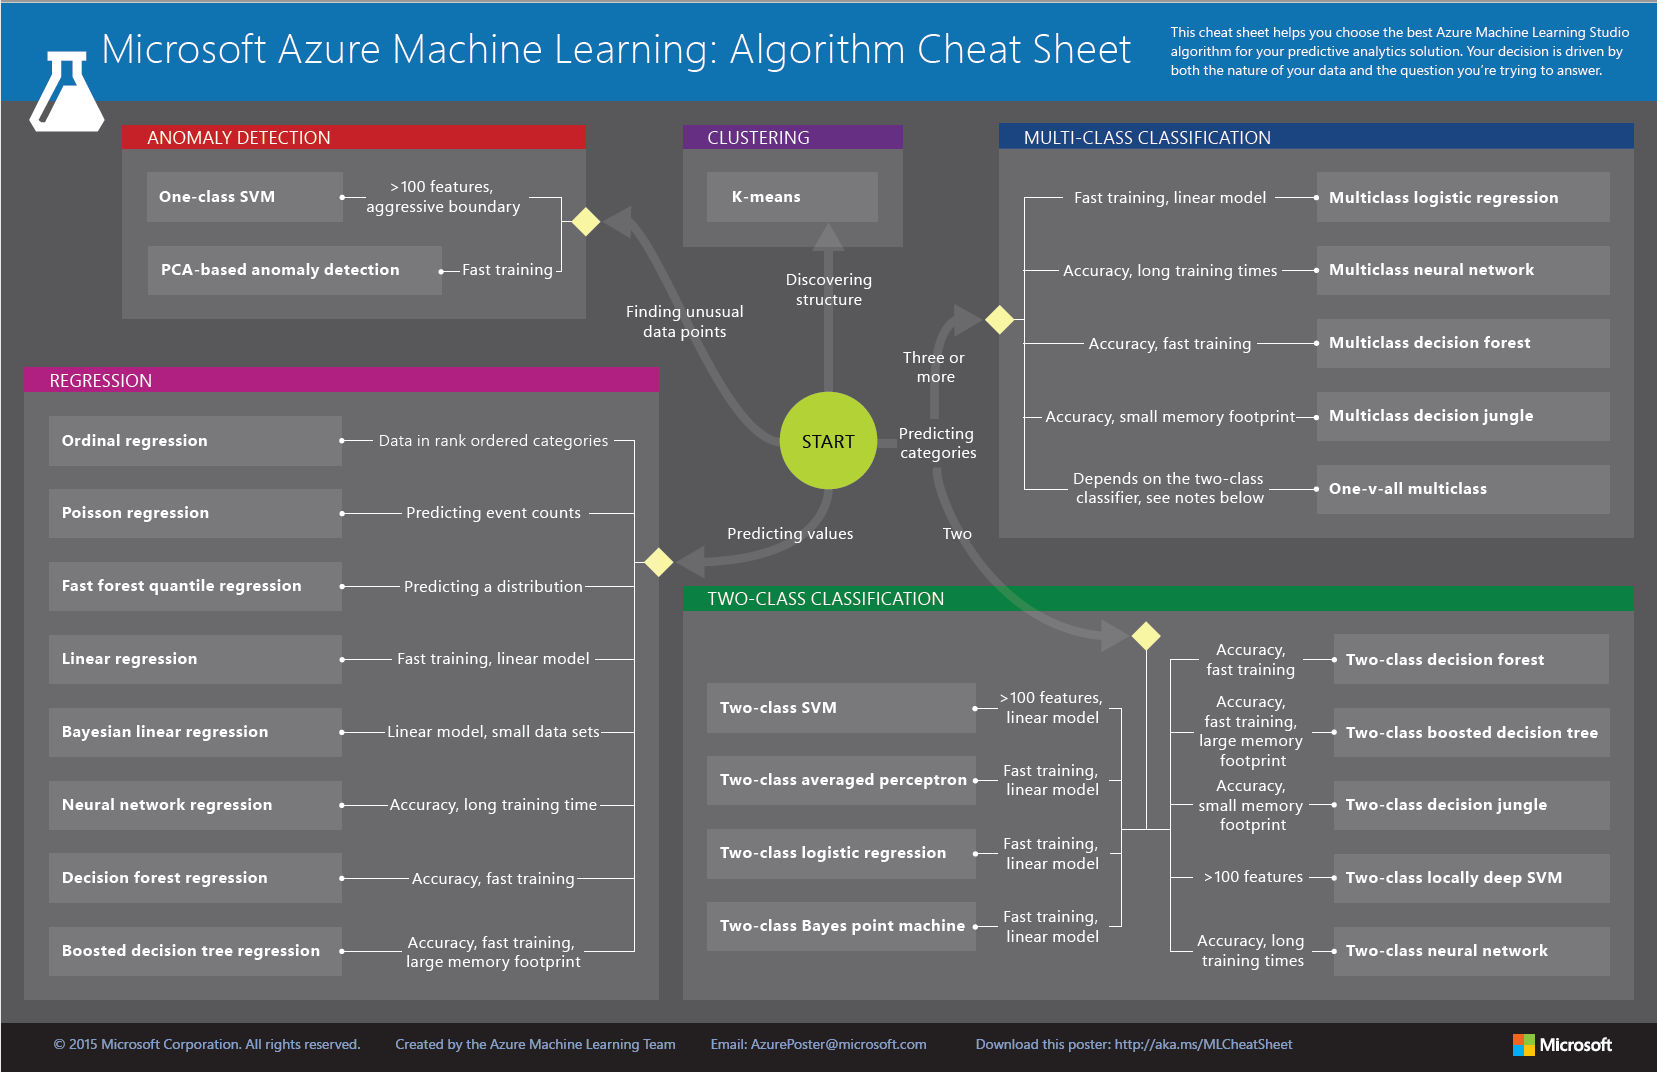 Microsoft Azure Machine Learning: Algorithm Cheat Sheet
This cheat sheet helps you choose the best Azure Machine Learning Studio
algorithm for your predictive analytics solution. Your decision is driven by
both the nature of your data and the question you're trying to answer.
ANOMALY DETECTION
One-class SVM
>100 features,
aggressive boundary
PCA-based anomaly detection
Fast training
CLUSTERING
K-means
Discovering
structure
Finding unusual
data points
Three or
more
START
Predicting
categories
Predicting values
Two
MULTI-CLASS CLASSIFICATION
Fast training, linear model
Multiclass logistic regression
Accuracy, long training times
Multiclass neural network
Accuracy, fast training
Multiclass decision forest
Accuracy, small memory footprint
Multiclass decision jungle
Depends on the two-class
classifier, see notes below
One-v-all multiclass
REGRESSION
Ordinal regression
Data in rank ordered categories
Poisson regression
Predicting event counts
Fast forest quantile regression
Predicting a distribution
Linear regression
Fast training, linear model
Bayesian linear regression
Linear model, small data sets
Neural network regression
Accuracy, long training time
Decision forest regression
Accuracy, fast training
Boosted decision tree regression
Accuracy, fast training,
large memory footprint
TWO-CLASS CLASSIFICATION
Two-class SVM
>100 features,
linear model
Two-class averaged perceptron
Fast training,
linear model
Two-class logistic regression
Fast training,
linear model
Two-class Bayes point machine
Fast training,
linear model
Accuracy,
fast training
Two-class decision forest
Accuracy,
fast training,
large memory
footprint
Two-class boosted decision tree
Accuracy,
small memory
footprint
Two-class decision jungle
>100 features
Two-class locally deep SVM
Accuracy, long
training times
Two-class neural network
© 2015 Microsoft Corporation. All rights reserved.
Created by the Azure Machine Learning Team
Email: AzurePoster@microsoft.com
Download this poster: http://aka.ms/MLCheatSheet
Microsoft